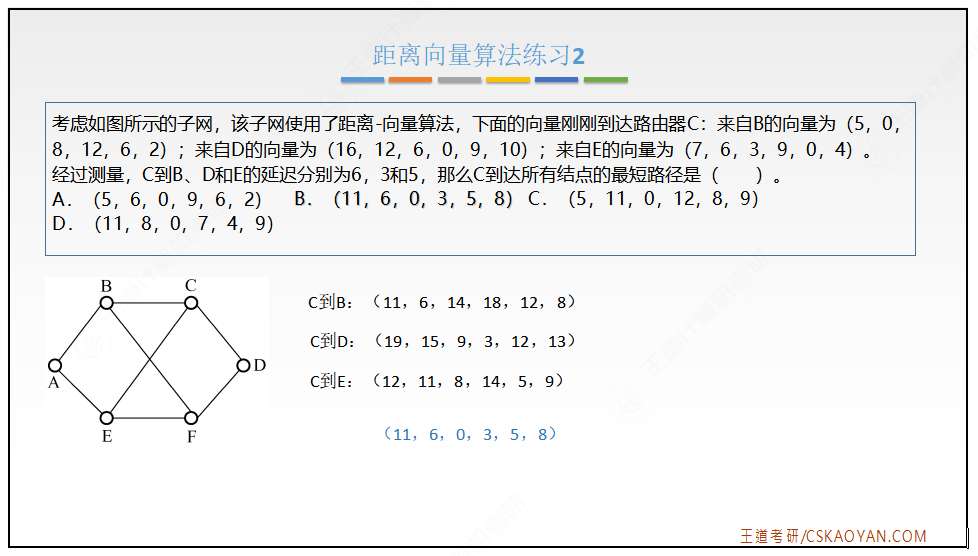 距离向量算法练习2
考虑如图所示的子网，该子网使用了距离-向量算法，下面的向量刚刚到达路由器C：来自B的向量为（5，0，
8，12，6，2）；来自D的向量为（16，12，6，0，9，10）；来自E的向量为（7，6，3，9，0，4）。
经过测量，C到B、D和E的延迟分别为6，3和5，那么C到达所有结点的最短路径是（　　）。
A．（5，6，0，9，6，2） B．（11，6，0，3，5，8） C．（5，11，0，12，8，9）
D．（11，8，0，7，4，9）
B C
A D
E F
C到B：（11，6，14，18，12，8）
C到D：（19，15，9，3，12，13）
C到E：（12，11，8，14，5，9）
（11，6，0，3，5，8）
王道考研/CSKAOYAN.COM